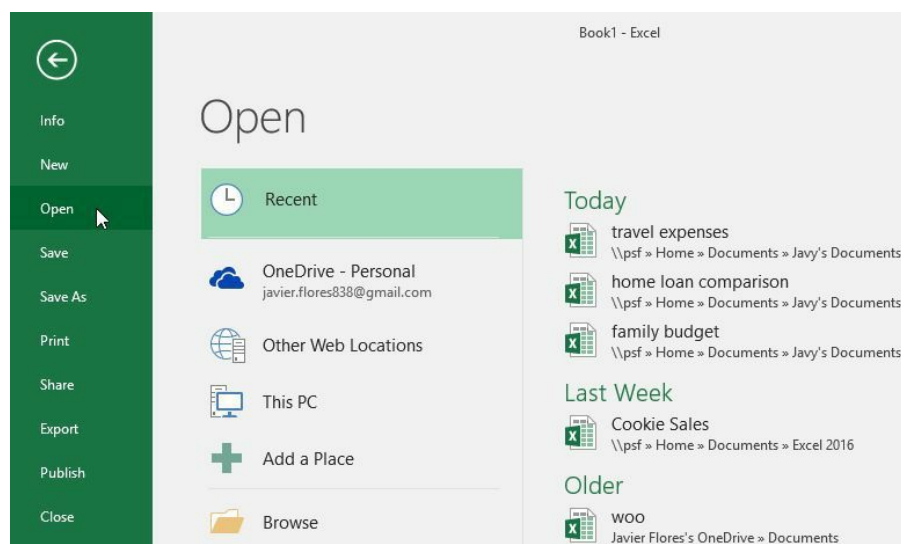 Book1 - Excel
Info
New
Open
Save
Save As
Print
Share
Export
Publish
Close
Open
Recent
OneDrive - Personal
javier.flores838@gmail.com
Other Web Locations
This PC
Add a Place
Browse
Today
travel expenses
\\psf » Home » Documents » Javy's Documents
home loan comparison
\\psf » Home » Documents » Javy's Documents
family budget
\\psf » Home » Documents » Javy's Documents
Last Week
Cookie Sales
\\psf » Home » Documents » Excel 2016
Older
woo
Javier Flores's OneDrive » Documents